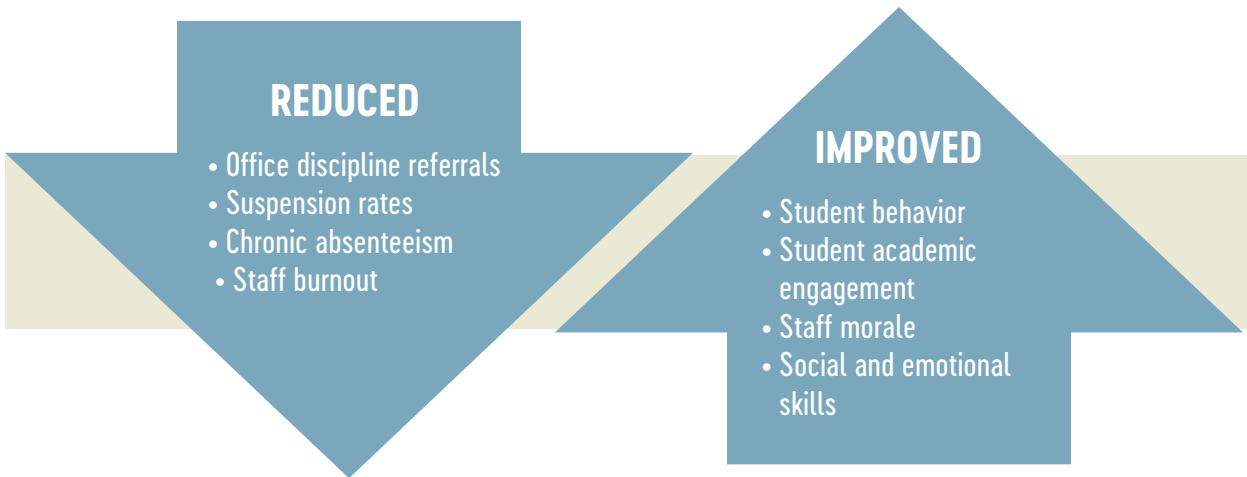 REDUCED
• Office discipline referrals
• Suspension rates
• Chronic absenteeism
• Staff burnout
IMPROVED
• Student behavior
• Student academic
engagement
• Staff morale
• Social and emotional
skills